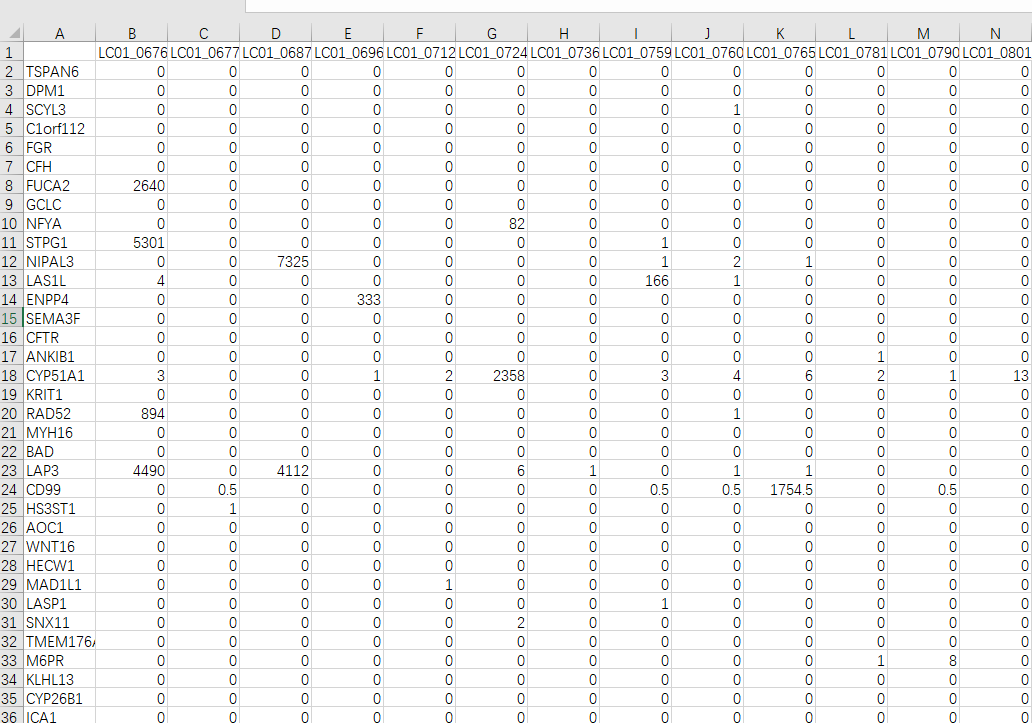 A B C D E F G H I J K L M N
1 LC01_0676 LC01_0677 LC01_0687 LC01_0696 LC01_0712 LC01_0724 LC01_0736 LC01_0759 LC01_0760 LC01_0765 LC01_0781 LC01_0790 LC01_0801
2 TSPAN6 0 0 0 0 0 0 0 0 0 0 0 0 0
3 DPM1 0 0 0 0 0 0 0 0 0 0 0 0 0
4 SCYL3 0 0 0 0 0 0 0 0 1 0 0 0 0
5 C1orf112 0 0 0 0 0 0 0 0 0 0 0 0 0
6 FGR 0 0 0 0 0 0 0 0 0 0 0 0 0
7 CFH 0 0 0 0 0 0 0 0 0 0 0 0 0
8 FUCA2 2640 0 0 0 0 0 0 0 0 0 0 0 0
9 GCLC 0 0 0 0 0 0 0 0 0 0 0 0 0
10 NFYA 0 0 0 0 0 82 0 0 0 0 0 0 0
11 STPG1 5301 0 0 0 0 0 0 1 0 0 0 0 0
12 NIPAL3 0 0 7325 0 0 0 0 1 2 1 0 0 0
13 LAS1L 4 0 0 0 0 0 0 166 1 0 0 0 0
14 ENPP4 0 0 0 333 0 0 0 0 0 0 0 0 0
15 SEMA3F 0 0 0 0 0 0 0 0 0 0 0 0 0
16 CFTR 0 0 0 0 0 0 0 0 0 0 0 0 0
17 ANKIB1 0 0 0 0 0 0 0 0 0 0 1 0 0
18 CYP51A1 3 0 0 1 2 2358 0 3 4 6 2 1 13
19 KRIT1 0 0 0 0 0 0 0 0 0 0 0 0 0
20 RAD52 894 0 0 0 0 0 0 0 1 0 0 0 0
21 MYH16 0 0 0 0 0 0 0 0 0 0 0 0 0
22 BAD 0 0 0 0 0 0 0 0 0 0 0 0 0
23 LAP3 4490 0 4112 0 0 6 1 0 1 1 0 0 0
24 CD99 0 0.5 0 0 0 0 0 0.5 0.5 1754.5 0 0.5 0
25 HS3ST1 0 1 0 0 0 0 0 0 0 0 0 0 0
26 AOC1 0 0 0 0 0 0 0 0 0 0 0 0 0
27 WNT16 0 0 0 0 0 0 0 0 0 0 0 0 0
28 HECW1 0 0 0 0 0 0 0 0 0 0 0 0 0
29 MAD1L1 0 0 0 0 1 0 0 0 0 0 0 0 0
30 LASP1 0 0 0 0 0 0 0 1 0 0 0 0 0
31 SNX11 0 0 0 0 0 2 0 0 0 0 0 0 0
32 TMEM176 0 0 0 0 0 0 0 0 0 0 0 0 0
33 M6PR 0 0 0 0 0 0 0 0 0 0 1 8 0
34 KLHL13 0 0 0 0 0 0 0 0 0 0 0 0 0
35 CYP26B1 0 0 0 0 0 0 0 0 0 0 0 0 0
36 ICA1 0 0 0 0 0 0 0 0 0 0 0 0 0